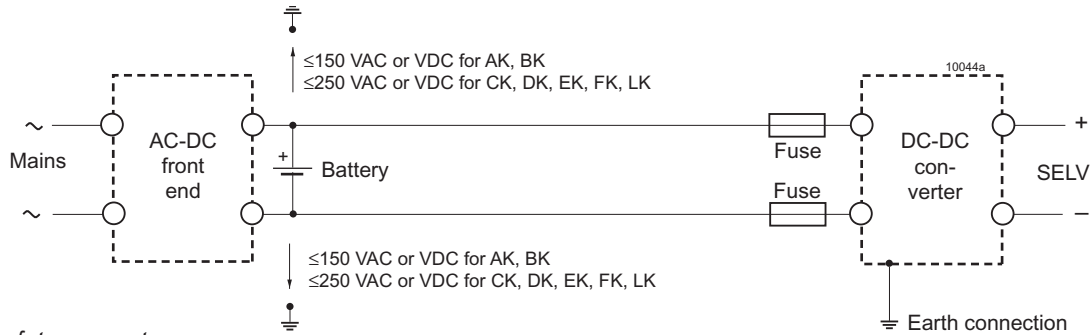 ≤150 VAC or VDC for AK, BK
≤250 VAC or VDC for CK, DK, EK, FK, LK
10044a
~
Mains
~
AC-DC
front
end
+
Battery
Fuse
Fuse
DC-DC
con-
verter
+
SELV
–
≤150 VAC or VDC for AK, BK
≤250 VAC or VDC for CK, DK, EK, FK, LK
Earth connection